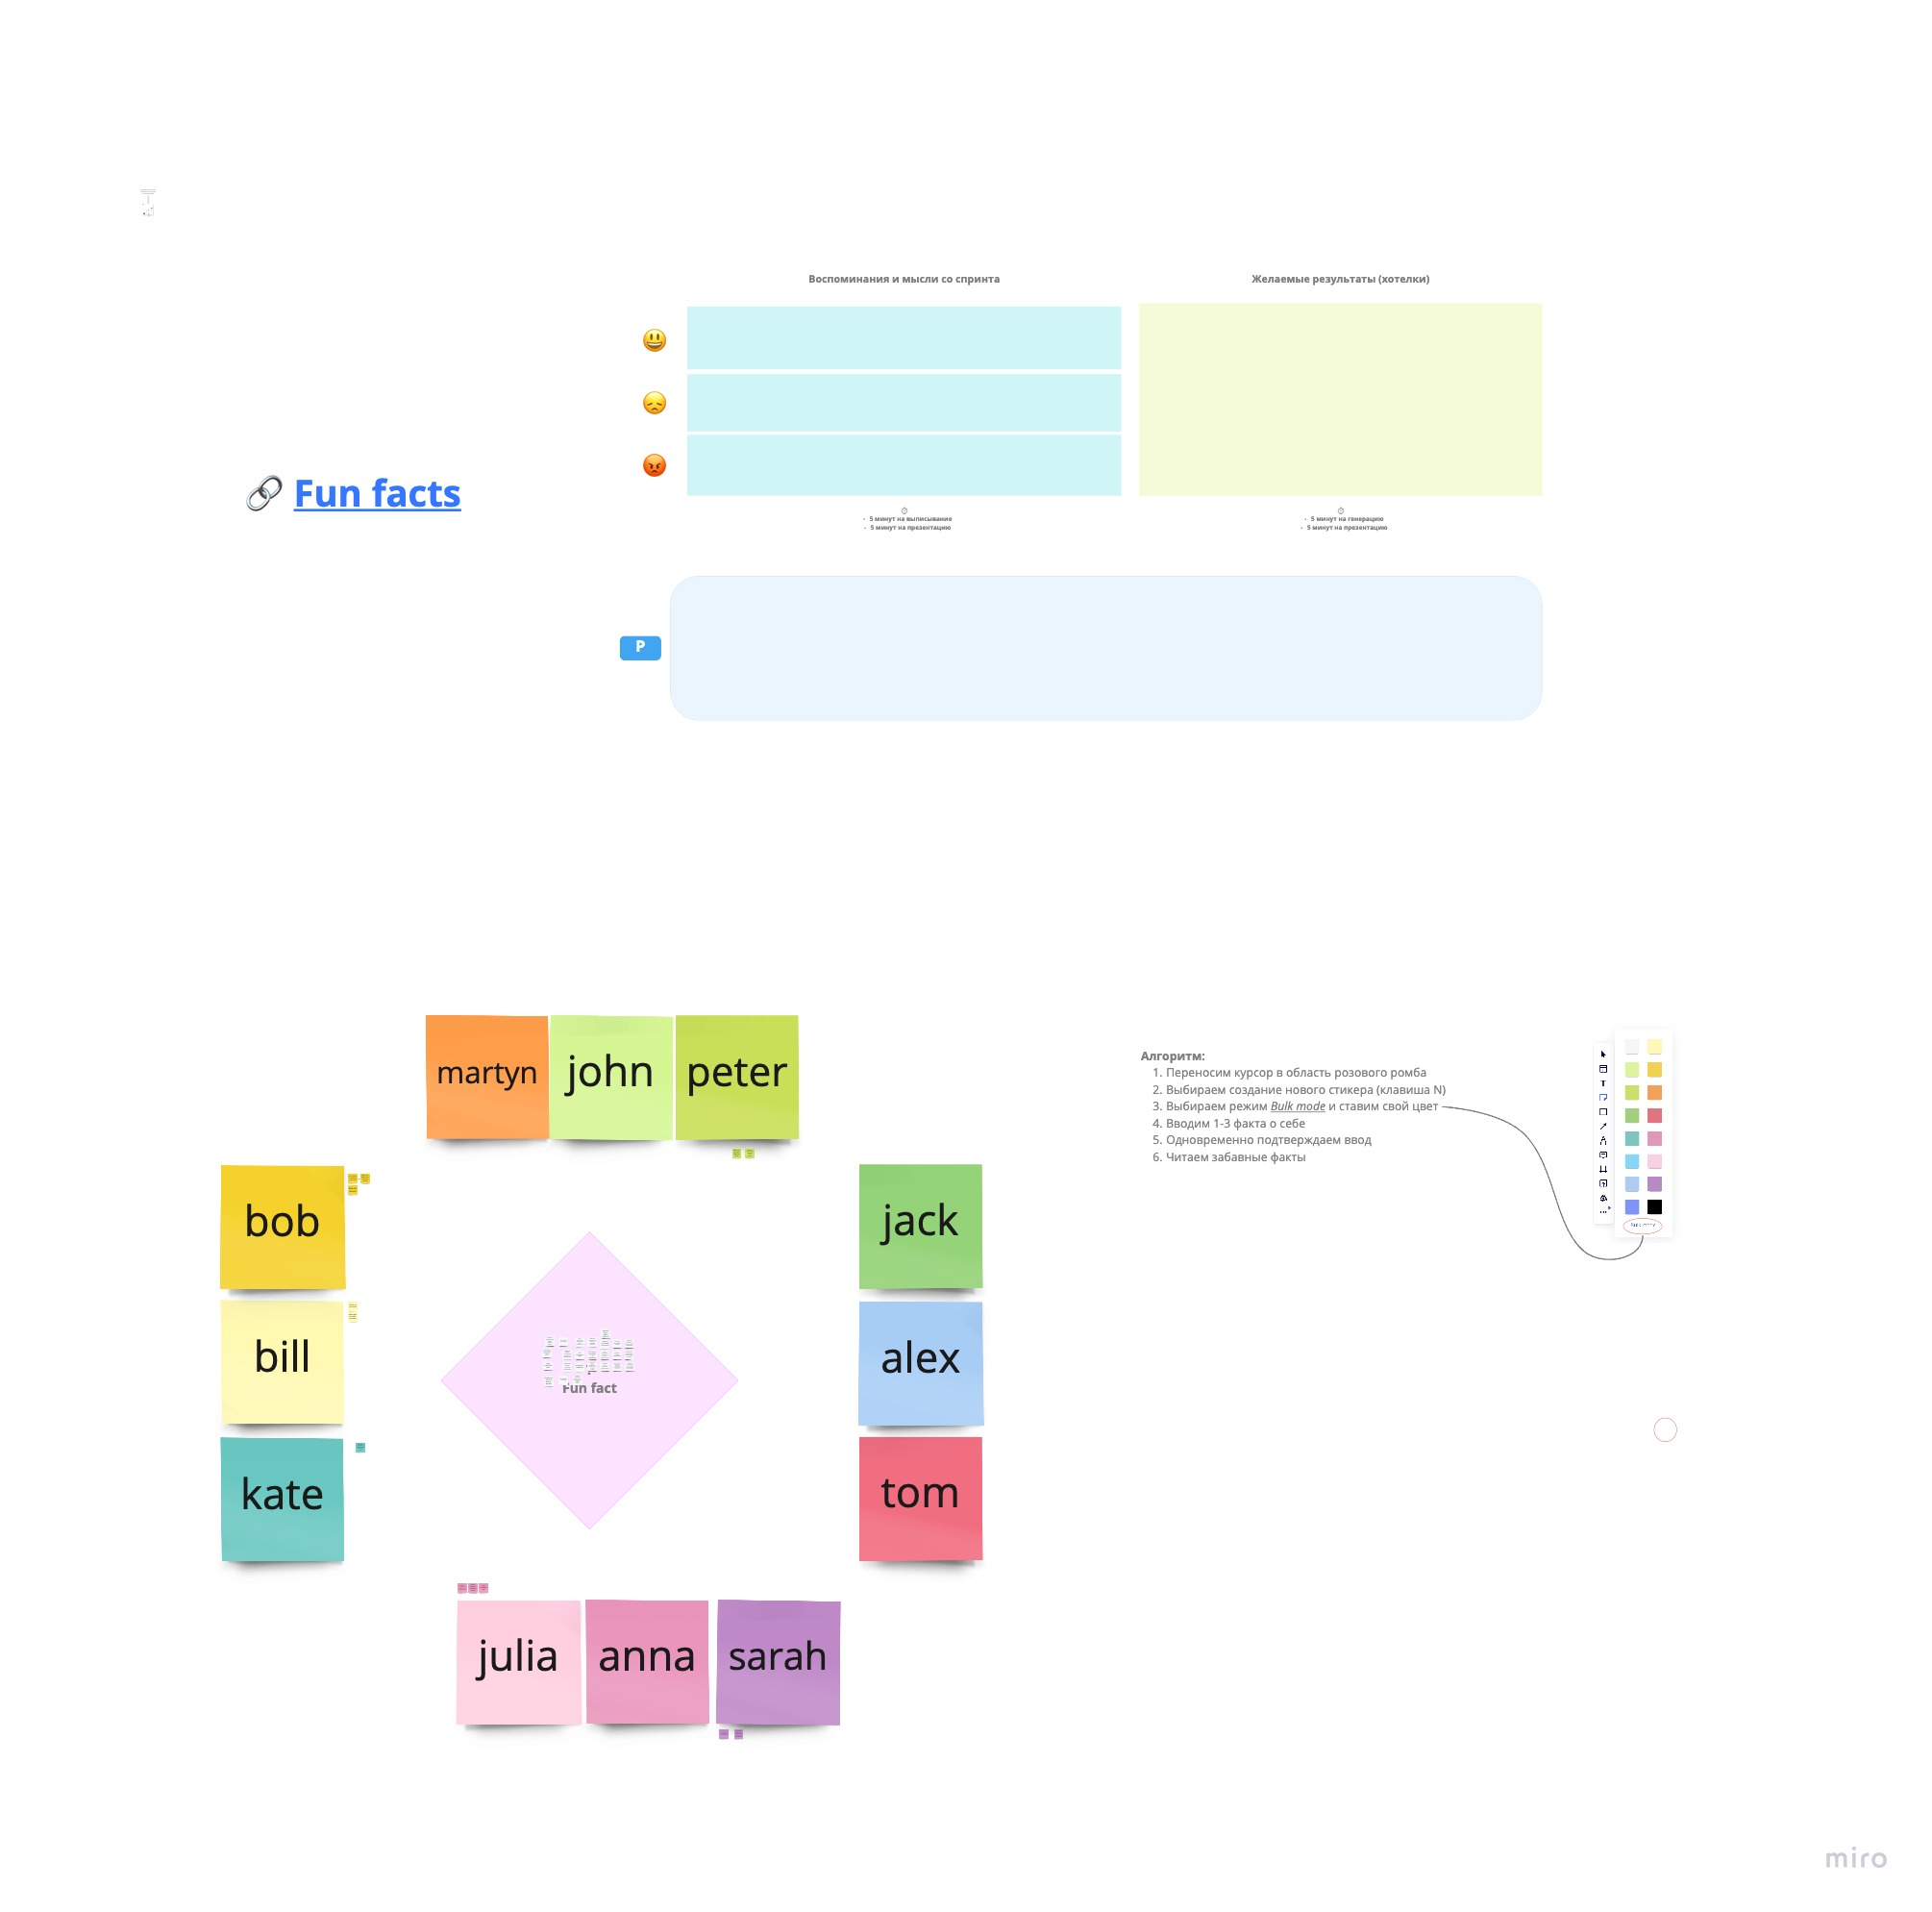 Воспоминания и мысли со спринта
Желаемые результаты (хотелки)
Fun facts
5 минут на выписывание
5 минут на презентацию
5 минут на генерацию
5 минут на презентацию
P
martyn
john
peter
bob
bill
kate
jack
alex
tom
Fun fact
julia
anna
sarah
Алгоритм:
1. Переносим курсор в область розового ромба
2. Выбираем создание нового стикера (клавиша N)
3. Выбираем режим Bulk mode и ставим свой цвет
4. Вводим 1-3 факта о себе
5. Одновременно подтверждаем ввод
6. Читаем забавные факты
miro